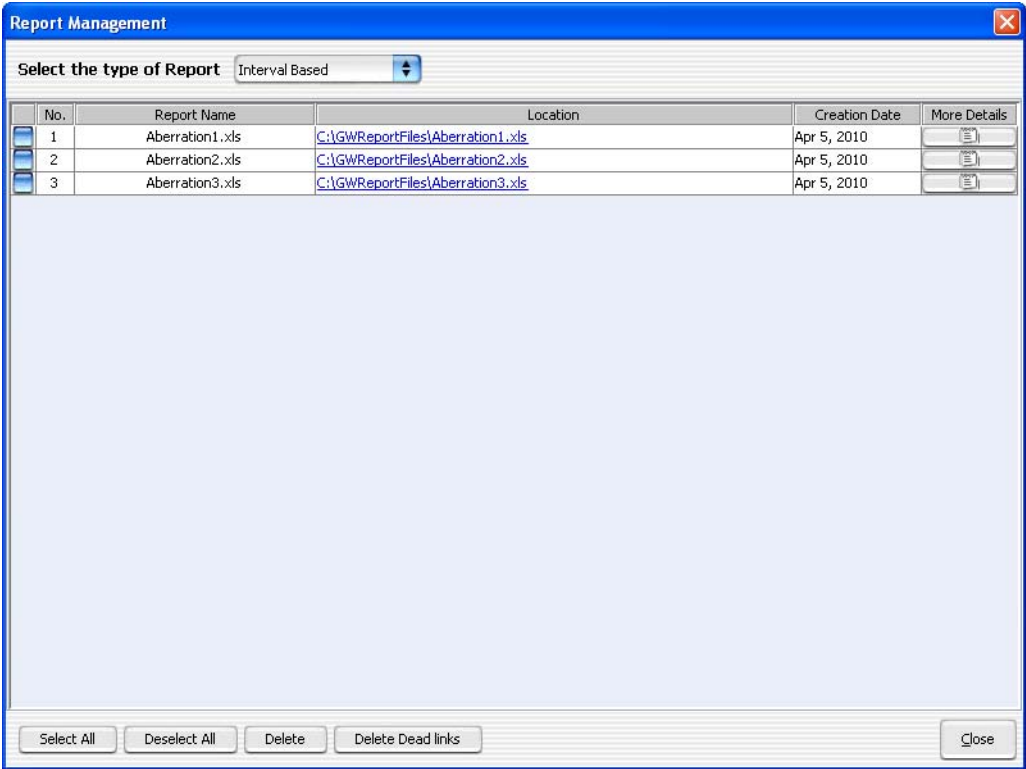 Report Management
Select the type of Report Interval Based
No. Report Name Location Creation Date More Details
1 Aberration1.xls C:\GWReportFiles\Aberration1.xls Apr 5, 2010
2 Aberration2.xls C:\GWReportFiles\Aberration2.xls Apr 5, 2010
3 Aberration3.xls C:\GWReportFiles\Aberration3.xls Apr 5, 2010
Select All Deselect All Delete Delete Dead links Close